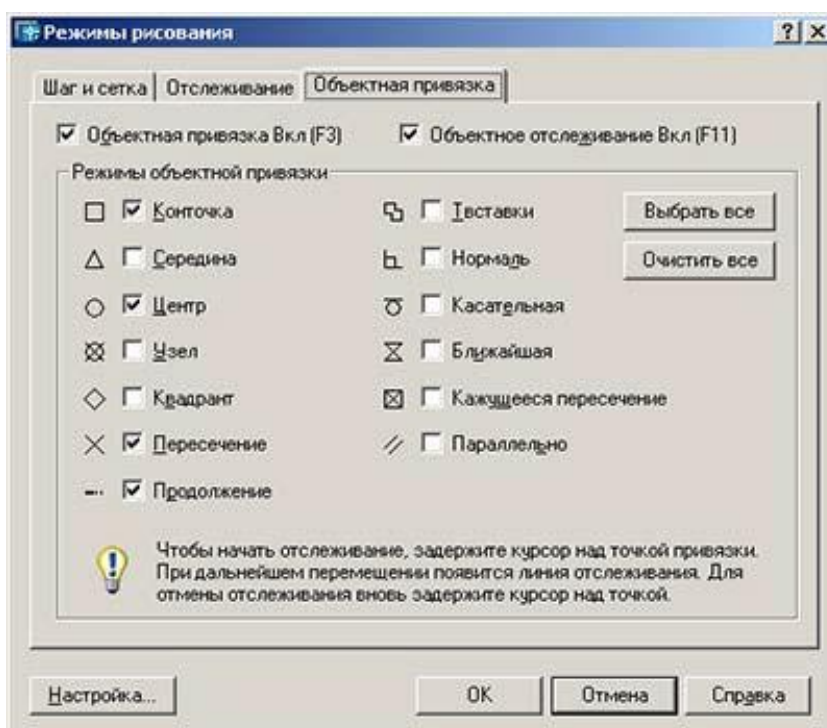 Режимы рисования
Шаг и сетка Отслеживание Объектная привязка
Объектная привязка Вкл (F3) Объектное отслеживание Вкл (F11)
Режимы объектной привязки
Конточка Твставки Выбрать все
Середина Нормаль Очистить все
Центр Касательная
Узел Ближайшая
Квадрант Кажущееся пересечение
Пересечение Параллельно
Продолжение
Чтобы начать отслеживание, задержите курсор над точкой привязки.
При дальнейшем перемещении появится линия отслеживания. Для
отмены отслеживания вновь задержите курсор над точкой.
Настройка... OK Отмена Справка